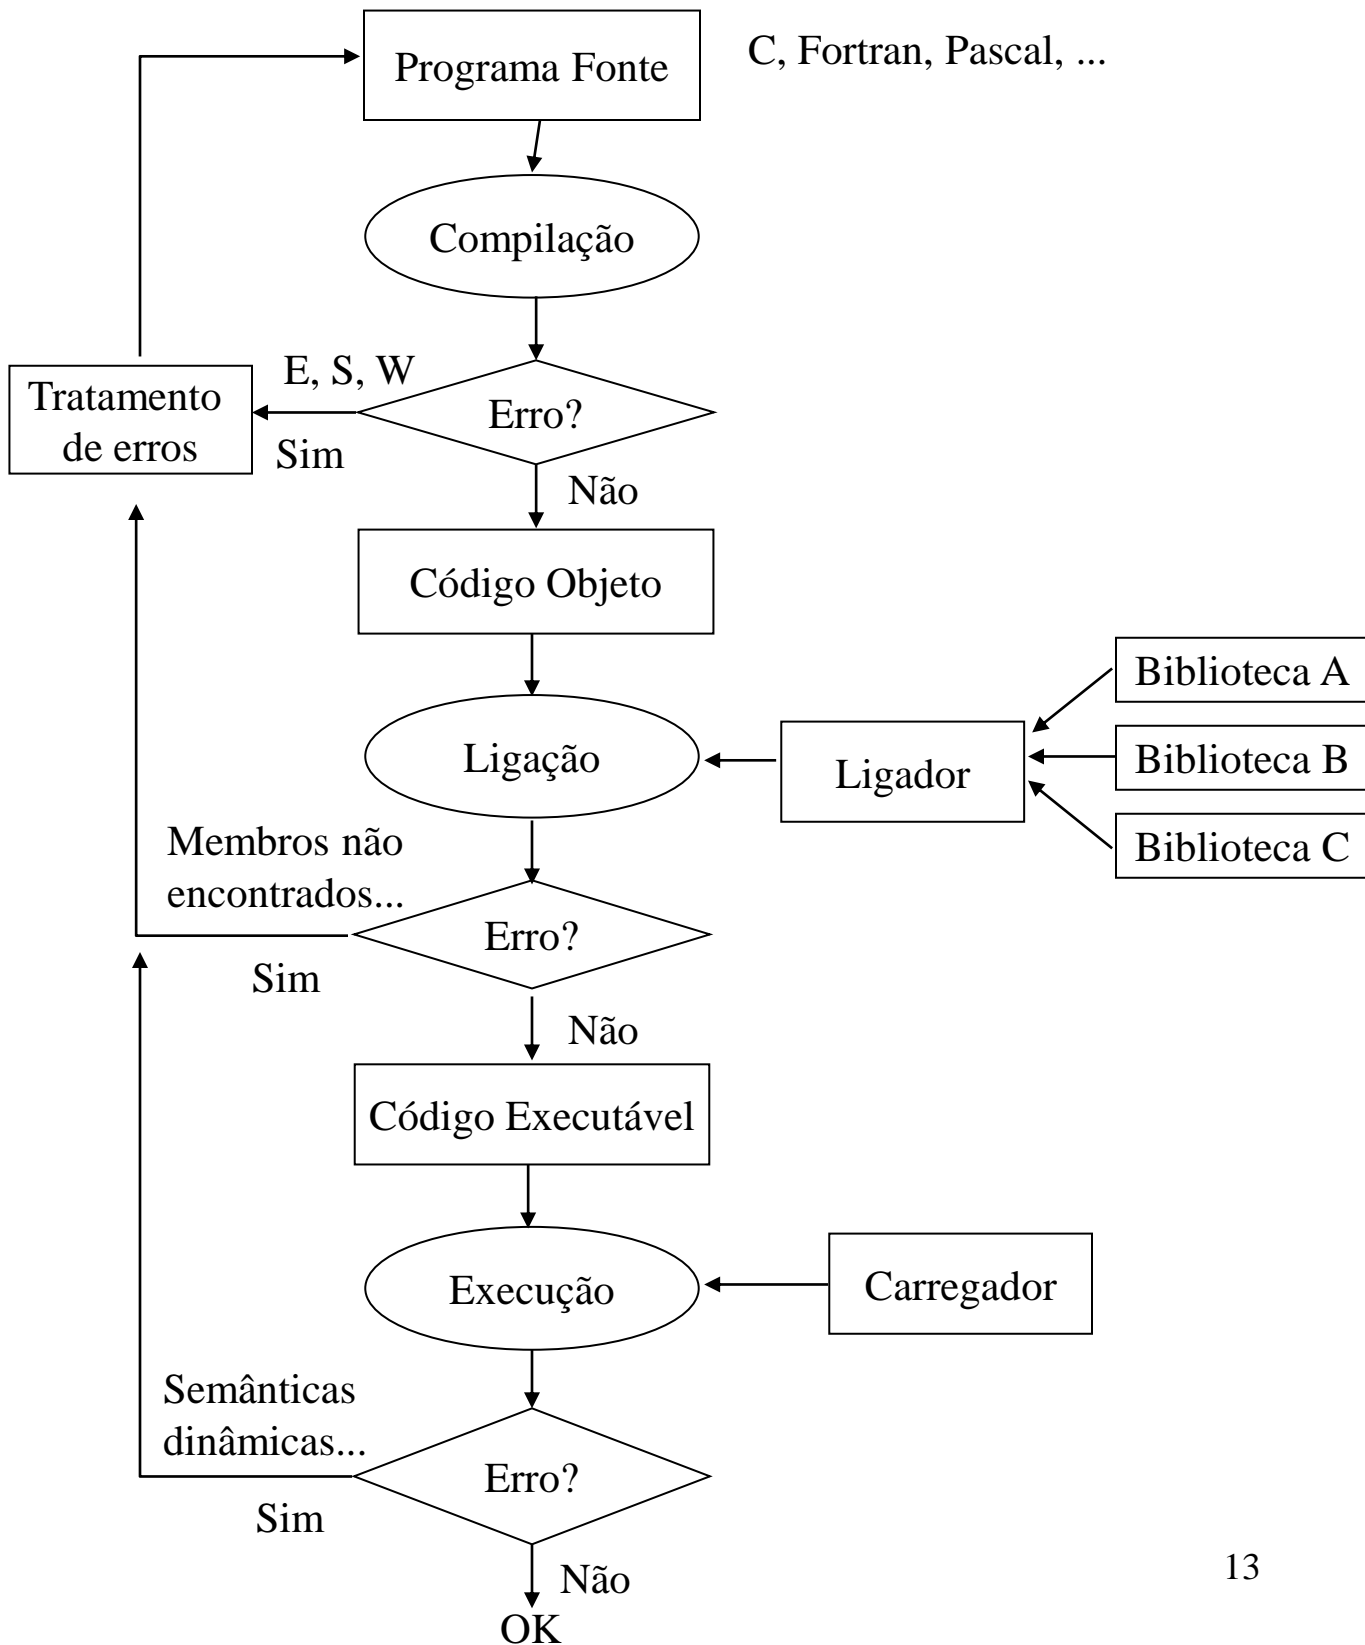 Programa Fonte
C, Fortran, Pascal, ...
Compilação
E, S, W
Tratamento
de erros
Erro?
Sim
Não
Código Objeto
Biblioteca A
Ligação
Ligador
Biblioteca B
Biblioteca C
Membros não
encontrados...
Erro?
Sim
Não
Código Executável
Execução
Carregador
Semânticas
dinâmicas...
Erro?
Sim
Não
OK
13